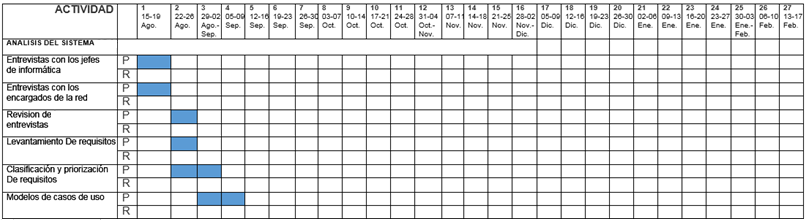 ACTIVIDAD 1 2 3 4 5 6 7 8 9 10 11 12 13 14 15 16 17 18 19 20 21 22 23 24 25 26 27
15-19 22-26 29-02 05-09 12-16 19-23 26-30 03-07 10-14 17-21 24-28 31-04 07-11 14-18 21-25 28-02 05-09 12-16 19-23 26-30 02-06 09-13 16-20 23-27 30-03 06-10 13-17
Ago. Ago. Ago.- Sep. Sep. Sep. Sep. Oct. Oct. Oct. Oct. Oct.- Nov. Nov. Nov. Nov.- Dic. Dic. Dic. Dic. Ene. Ene. Ene. Ene. Ene.- Feb. Feb.
Sep. Nov. Dic. Feb.
ANALISIS DEL SISTEMA
Entrevistas con los jefes P
de informática R
Entrevistas con los P
encargados de la red R
Revision de P
entrevistas R
Levantamiento De requisitos P
R
Clasificación y priorización P
De requisitos R
Modelos de casos de uso P
R